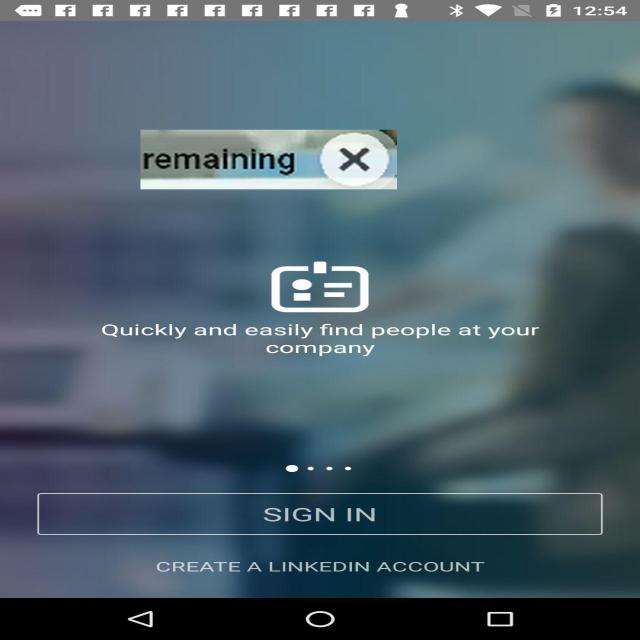 12:54
remaining
Quickly and easily find people at your
company
SIGN IN
CREATE A LINKEDIN ACCOUNT